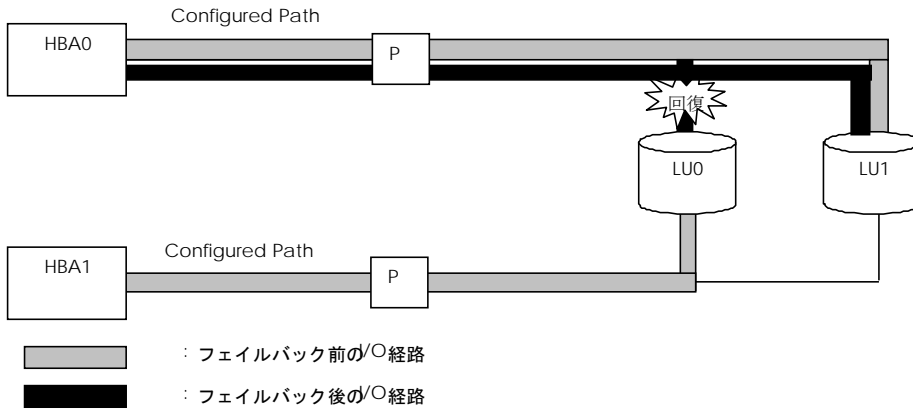 Configured Path
HBA0
P
回復
LU0
LU1
Configured Path
HBA1
P
: フェイルバック前のI/O経路
: フェイルバック後のI/O経路